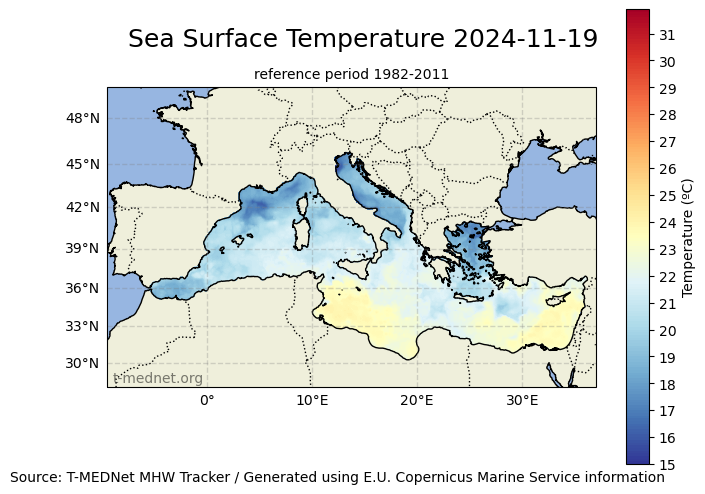 Sea Surface Temperature 2024-11-19
reference period 1982-2011
48°N
45°N
42°N
39°N
36°N
33°N
30°N
t-mednet.org
0°
10°E
20°E
30°E
31
30
29
28
27
26
25
24
23
22
21
20
19
18
17
16
15
Temperature (ºC)
Source: T-MEDNet MHW Tracker / Generated using E.U. Copernicus Marine Service information